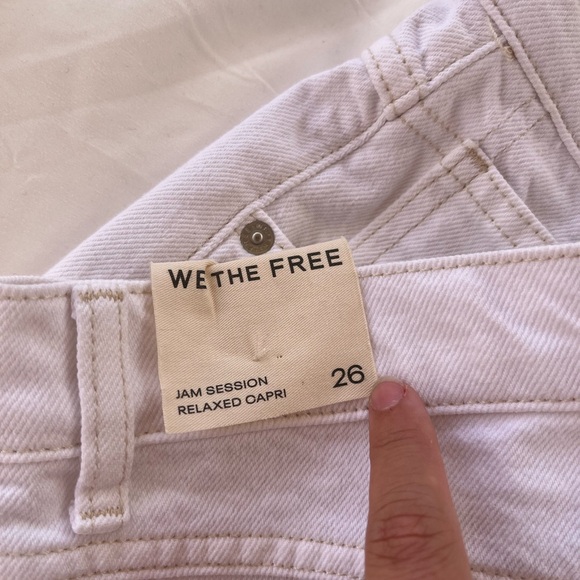 WE THE FREE
JAM SESSION
RELAXED CAPRI
26